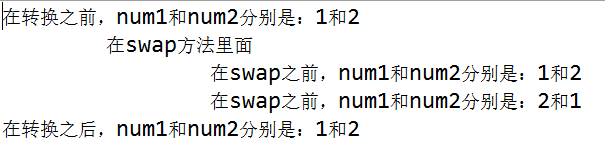 在转换之前，num1和num2分别是：1和2
在swap方法里面
在swap之前，num1和num2分别是：1和2
在swap之前，num1和num2分别是：2和1
在转换之后，num1和num2分别是：1和2